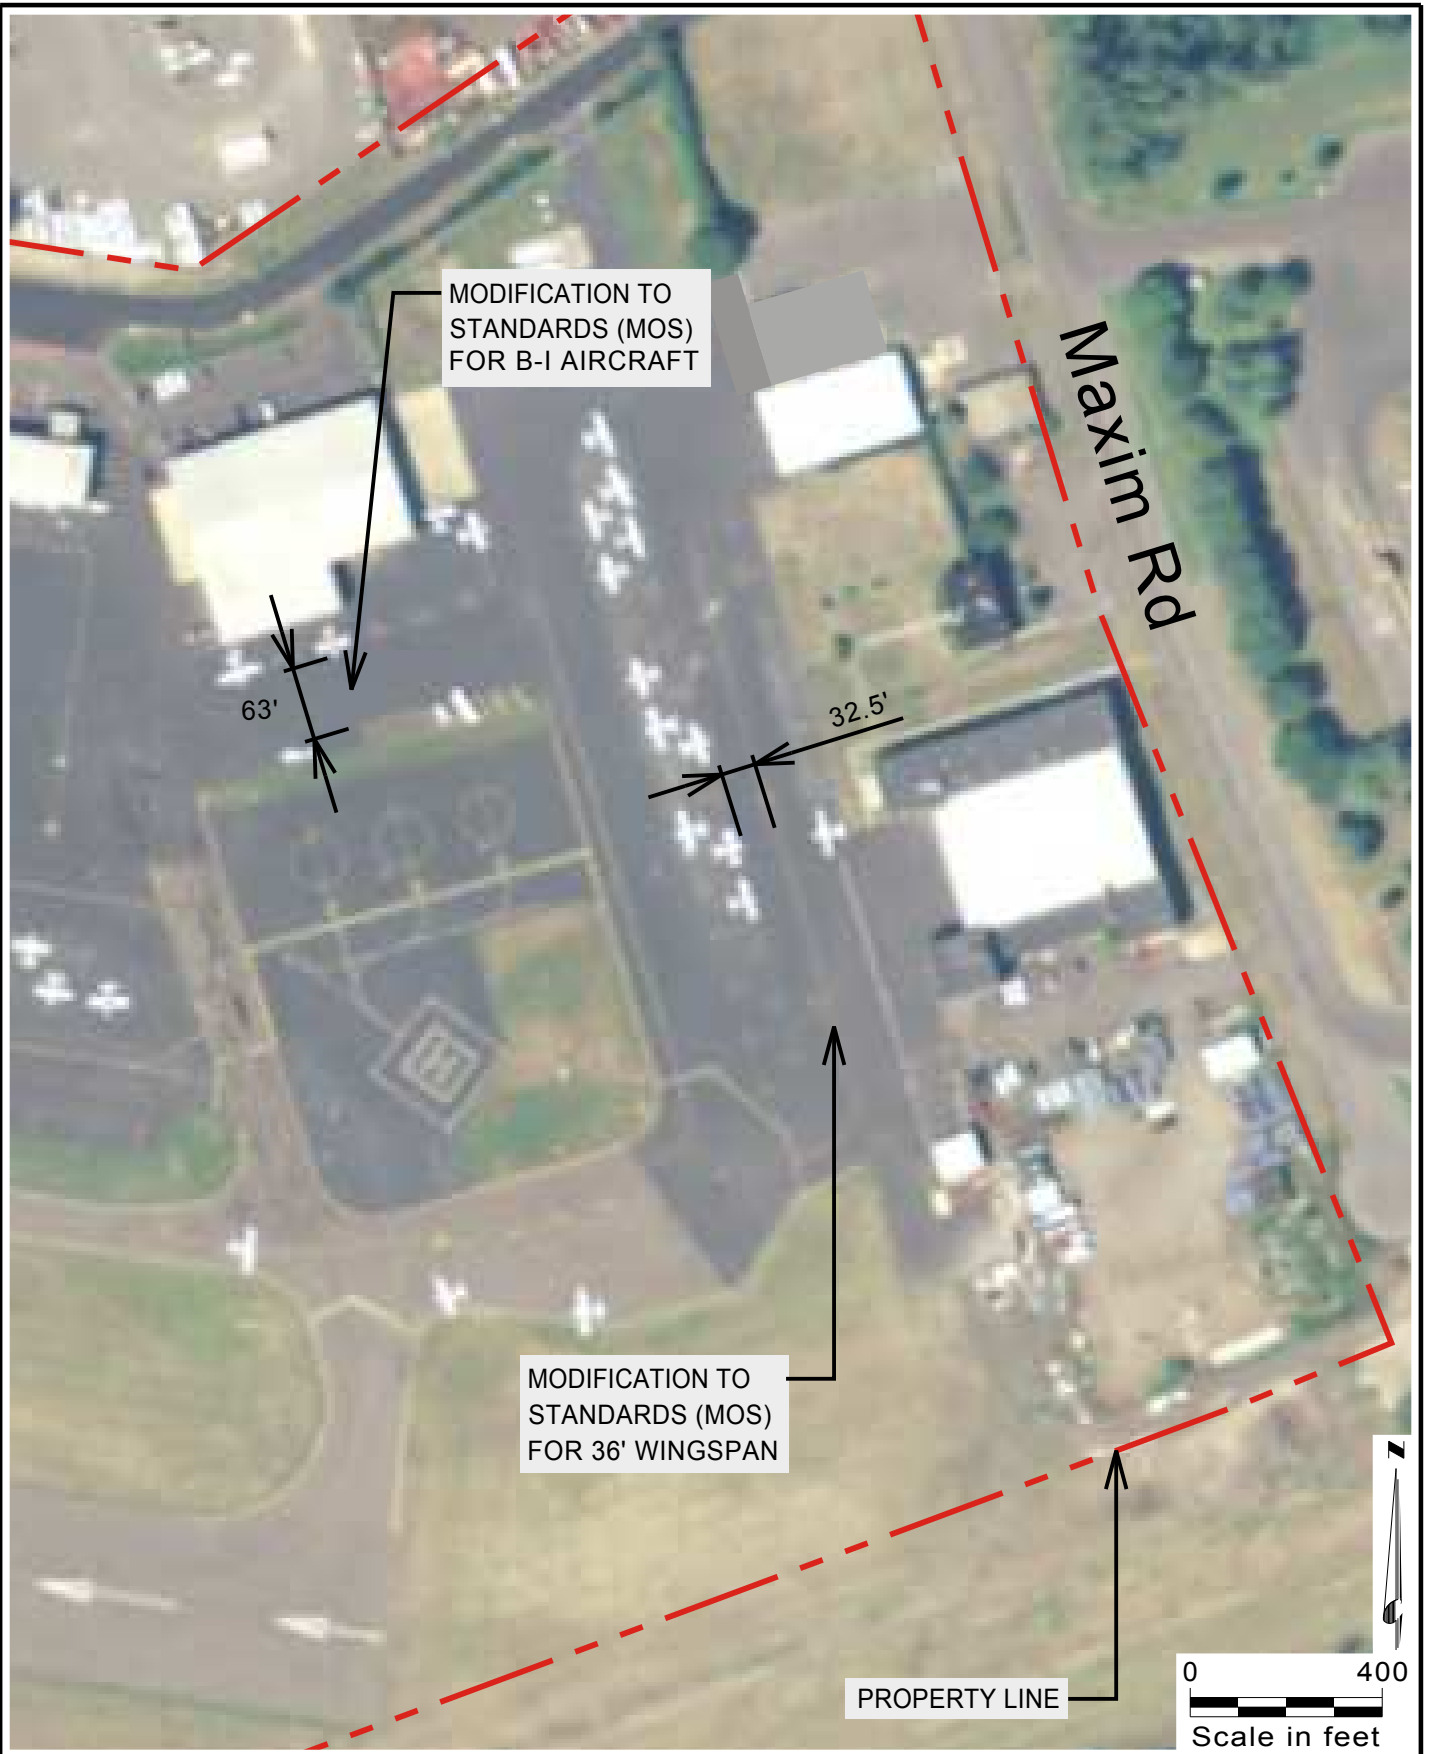 MODIFICATION TO
STANDARDS (MOS)
FOR B-I AIRCRAFT
Maxim Rd
63'
32.5'
MODIFICATION TO
STANDARDS (MOS)
FOR 36' WINGSPAN
PROPERTY LINE
Z
0 400
Scale in feet